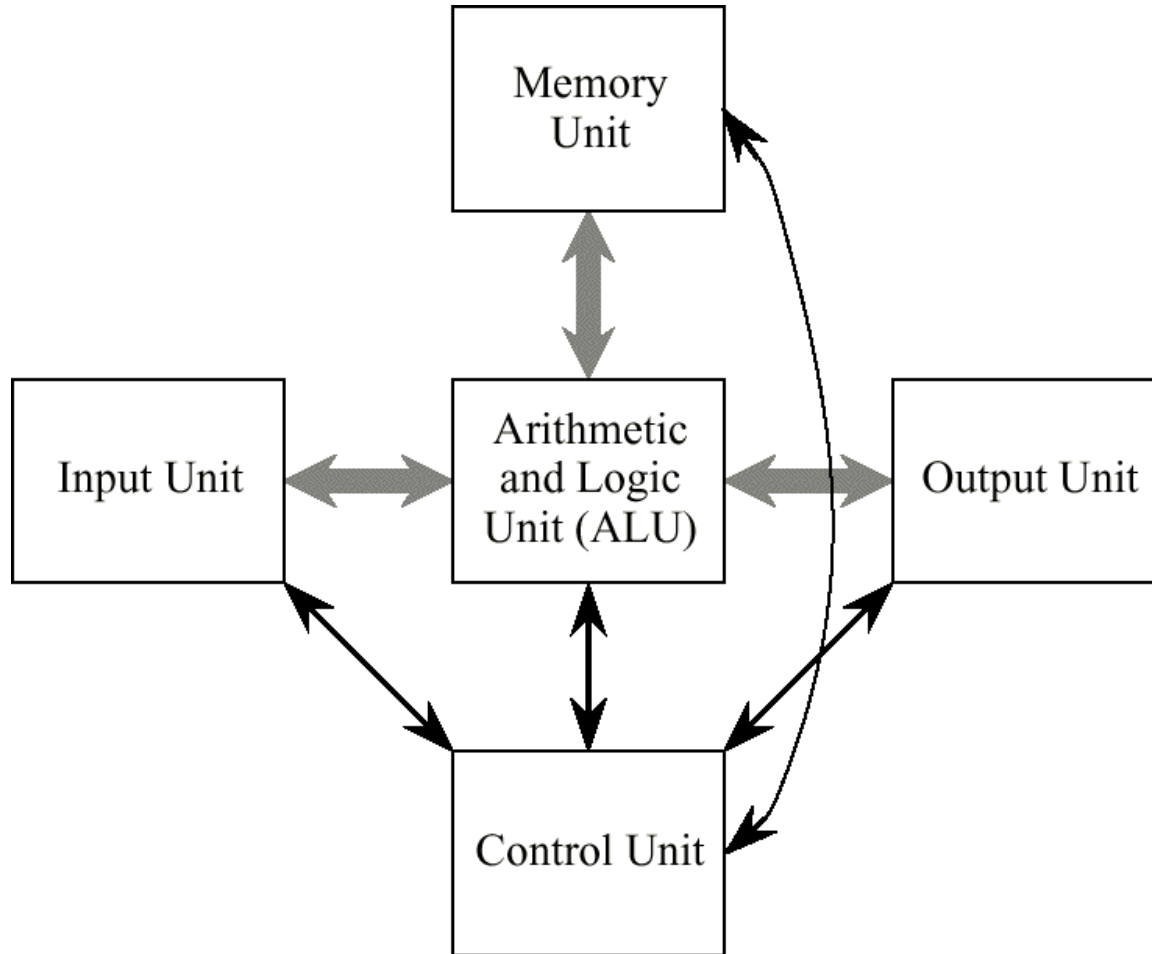 Memory
Unit
Input Unit
Arithmetic
and Logic
Unit (ALU)
Output Unit
Control Unit